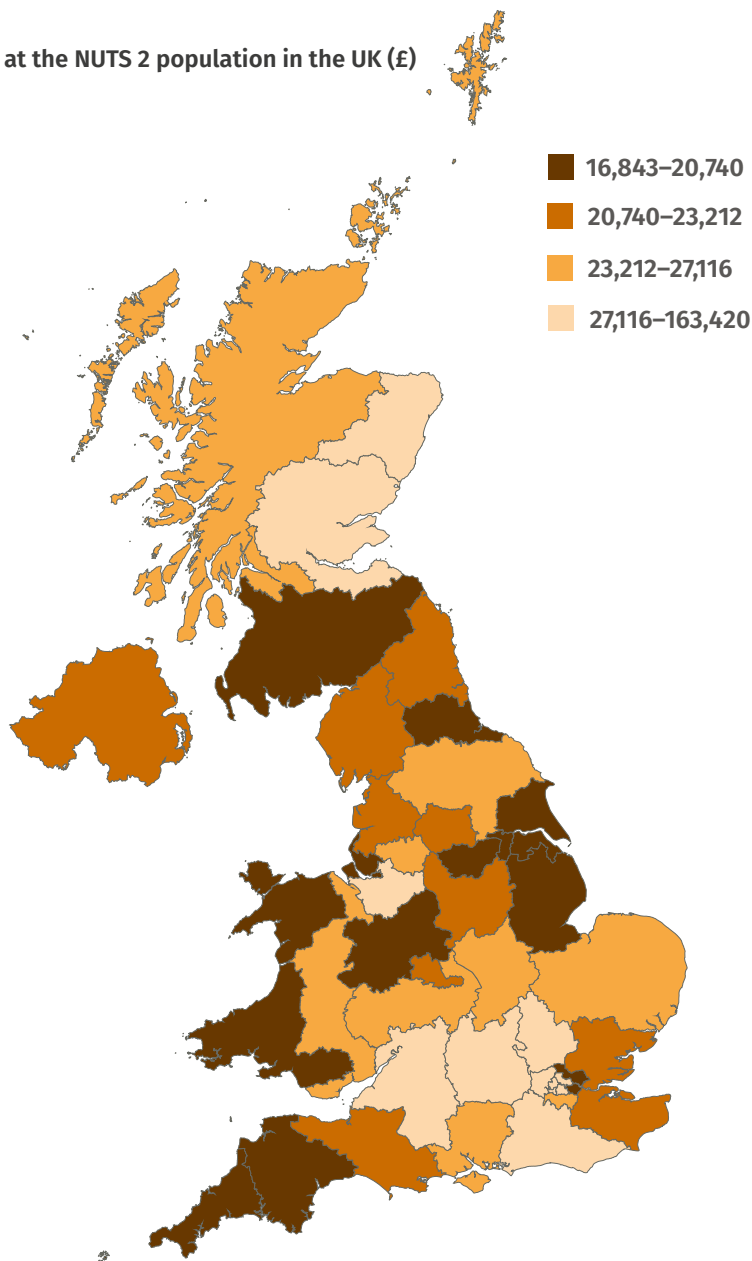 at the NUTS 2 population in the UK (£)
16,843–20,740
20,740–23,212
23,212–27,116
27,116–163,420